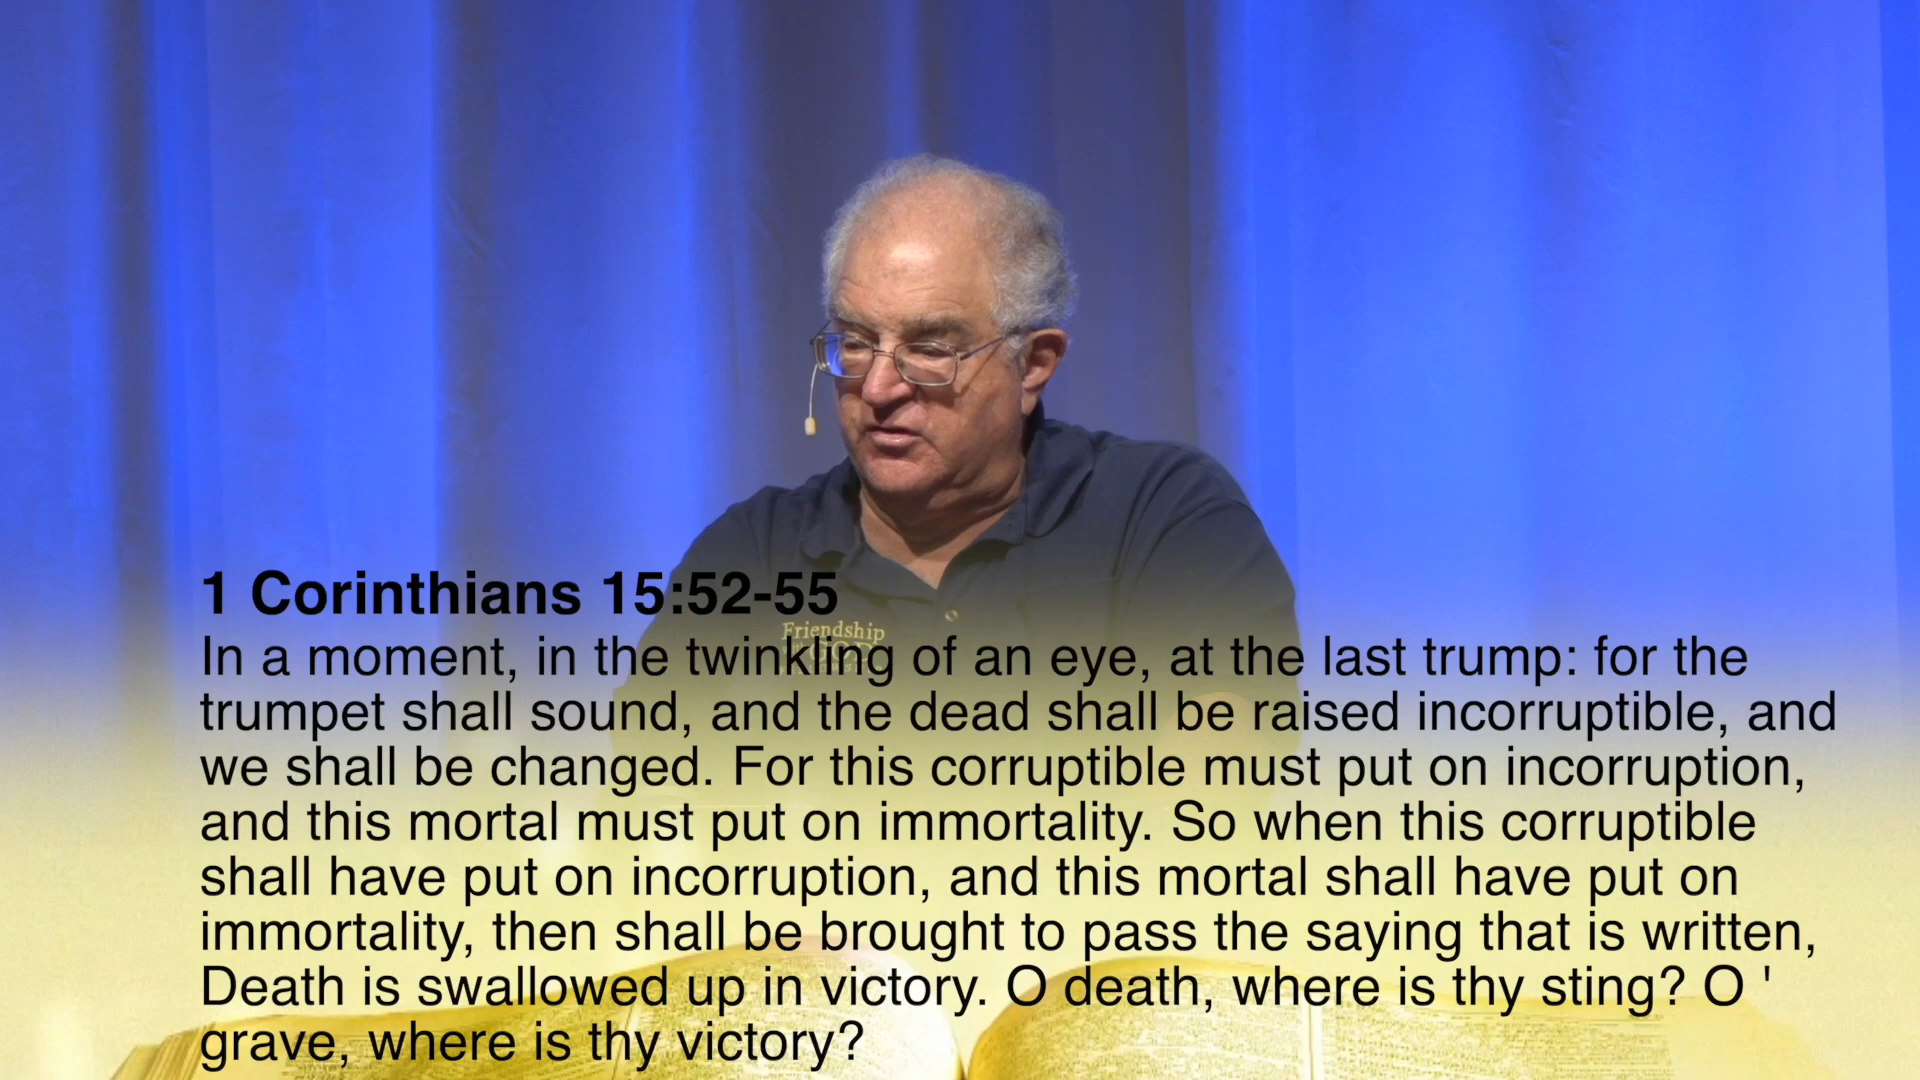 Friendship
GOD
1 Corinthians 15:52-55
In a moment, in the twinkling of an eye, at the last trump: for the
trumpet shall sound, and the dead shall be raised incorruptible, and
we shall be changed. For this corruptible must put on incorruption,
and this mortal must put on immortality. So when this corruptible
shall have put on incorruption, and this mortal shall have put on
immortality, then shall be brought to pass the saying that is written,
Death is swallowed up in victory. O death, where is thy sting? O '
grave, where is thy victory?